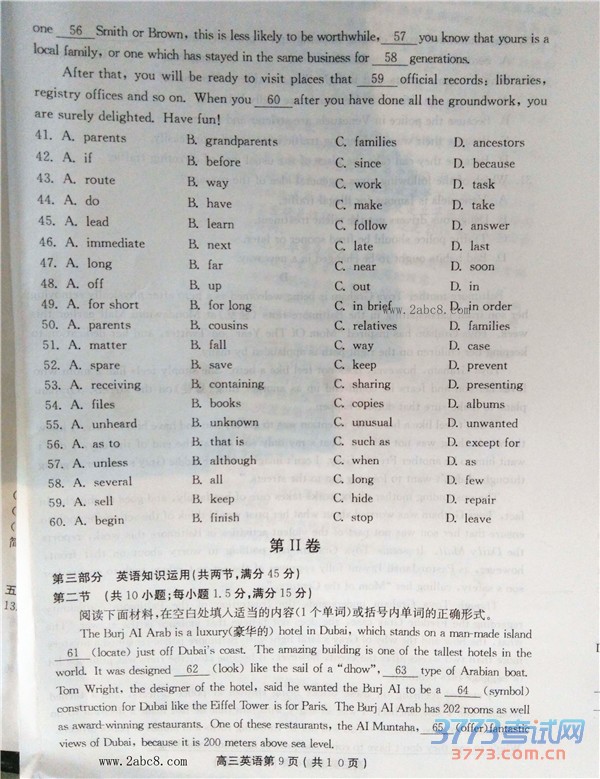 one 56 Smith or Brown, this is less likely to be worthwhile, 57 you know that yours is a
local family, or one which has stayed in the same business for 58 generations.
After that, you will be ready to visit places that 59 official records: libraries,
registry offices and so on. When you 60 after you have done all the groundwork, you
are surely delighted. Have fun!
41. A. parents B. grandparents C. families D. ancestors
42. A. if B. before C. since D. because
43. A. route B. way C. work D. task
44. A. do B. have C. make D. take
45. A. lead B. learn C. follow D. answer
46. A. immediate B. next C. late D. last
47. A. long B. far C. near D. soon
48. A. off B. up C. out D. in
49. A. for short B. for long C. in brief D. in order
www.2abc8.com
50. A. parents B. cousins C. relatives D. families
51. A. matter B. fall C. way D. case
52. A. spare B. save C. keep D. prevent
53. A. receiving B. containing C. sharing D. presenting
54. A. files B. books C. copies D. albums
55. A. unheard B. unknown C. unusual D. unwanted
56. A. as to B. that is C. such as D. except for
57. A. unless B. although C. when D. as
58. A. several B. all C. long D. few
59. A. sell B. keep C. hide D. repair
60. A. begin B. finish C. stop D. leave
第 II 卷
第三部分 英语知识运用(共两节,满分 45 分)
第二节 (共 10 小题;每小题 1.5 分,满分 15 分)
阅读下面材料,在空白处填入适当的内容(1 个单词)或括号内单词的正确形式。
The Burj AI Arab is a luxury(豪华的) hotel in Dubai, which stands on a man-made island
61 (locate) just off Dubai's coast. The amazing building is one of the tallest hotels in the
world. It was designed 62 (look) like the sail of a "dhow", 63 type of Arabian boat.
Tom Wright, the designer of the hotel, said he wanted the Burj AI to be a 64 (symbol)
construction for Dubai like the Eiffel Tower is for Paris. The Burj AI Arab has 202 rooms as well
as award-winning restaurants. One of these restaurants, the AI Muntaha, 65 (offer)fantastic
views of Dubai, because it is 200 meters above sea level.
3773考试网
3773.com.cn
www.2abc8.com
高三英语第 9 页 ( 共 1 0 页 )
五
13.